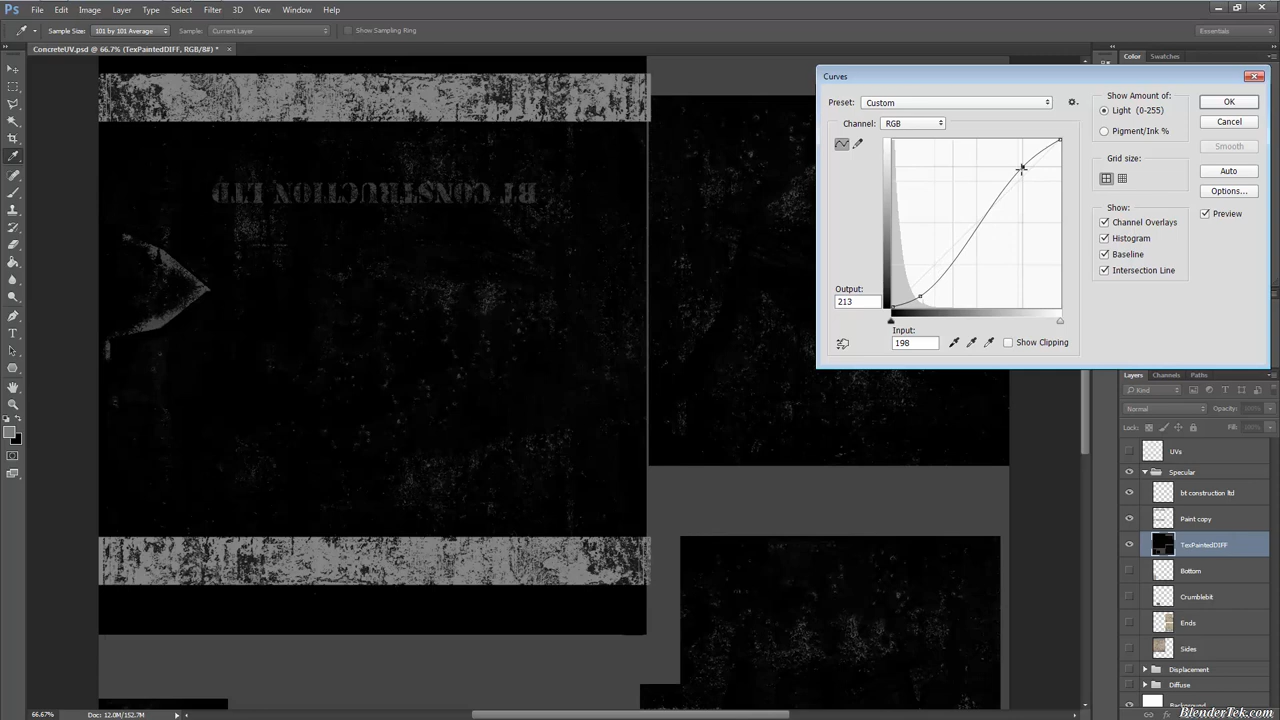 Ps File Edit Image Layer Type Select Filter 3D View Window Help
Sample Size: 101 by 101 Average Sample: Current Layer Show Sampling Ring Essentials
ConcreteUV.psd @ 66.7% (TexPaintedDIFF, RGB/8#) * ×
Color Swatches
BT CONSTRUCTION LTD
Curves
Preset: Custom
Channel: RGB
Output:
213
Input:
198
Show Clipping
Show Amount of:
Light (0-255)
Pigment/Ink %
Grid size:
Show:
Channel Overlays
Histogram
Baseline
Intersection Line
OK
Cancel
Smooth
Auto
Options...
Preview
Layers Channels Paths
Kind
Normal Opacity: 100%
Lock: Fill: 100%
UVs
Specular
bt construction ltd
Paint copy
TexPaintedDIFF
Bottom
Crumblebit
Ends
Sides
Displacement
Diffuse
Background
66.67% Doc: 12.0M/152.7M
BlenderTek.com